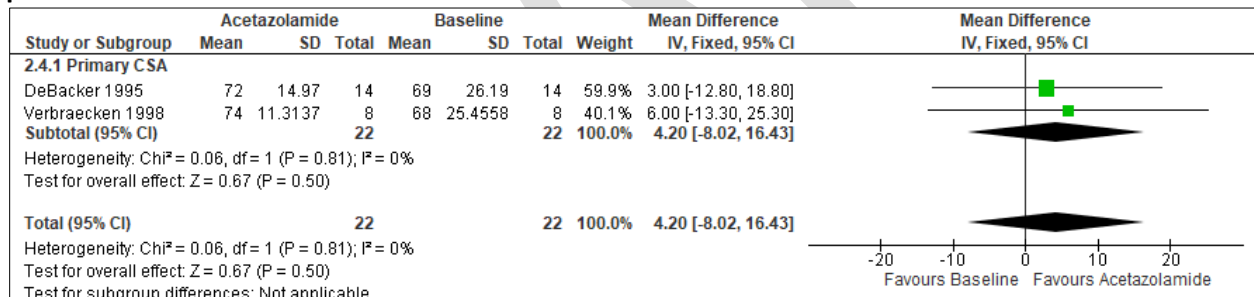 Acetazolamide Baseline Mean Difference Mean Difference
Study or Subgroup Mean SD Total Mean SD Total Weight IV, Fixed, 95% CI IV, Fixed, 95% CI
2.4.1 Primary CSA
DeBacker 1995 72 14.97 14 69 26.19 14 59.9% 3.00 [-12.80, 18.80]
Verbraecken 1998 74 11.3137 8 68 25.4558 8 40.1% 6.00 [-13.30, 25.30]
Subtotal (95% CI) 22 22 100.0% 4.20 [-8.02, 16.43]
Heterogeneity: Chi² = 0.06, df = 1 (P = 0.81); I² = 0%
Test for overall effect: Z = 0.67 (P = 0.50)
Total (95% CI) 22 22 100.0% 4.20 [-8.02, 16.43]
Heterogeneity: Chi² = 0.06, df = 1 (P = 0.81); I² = 0%
Test for overall effect: Z = 0.67 (P = 0.50)
Test for subgroup differences: Not applicable
-20 -10 0 10 20
Favours Baseline Favours Acetazolamide